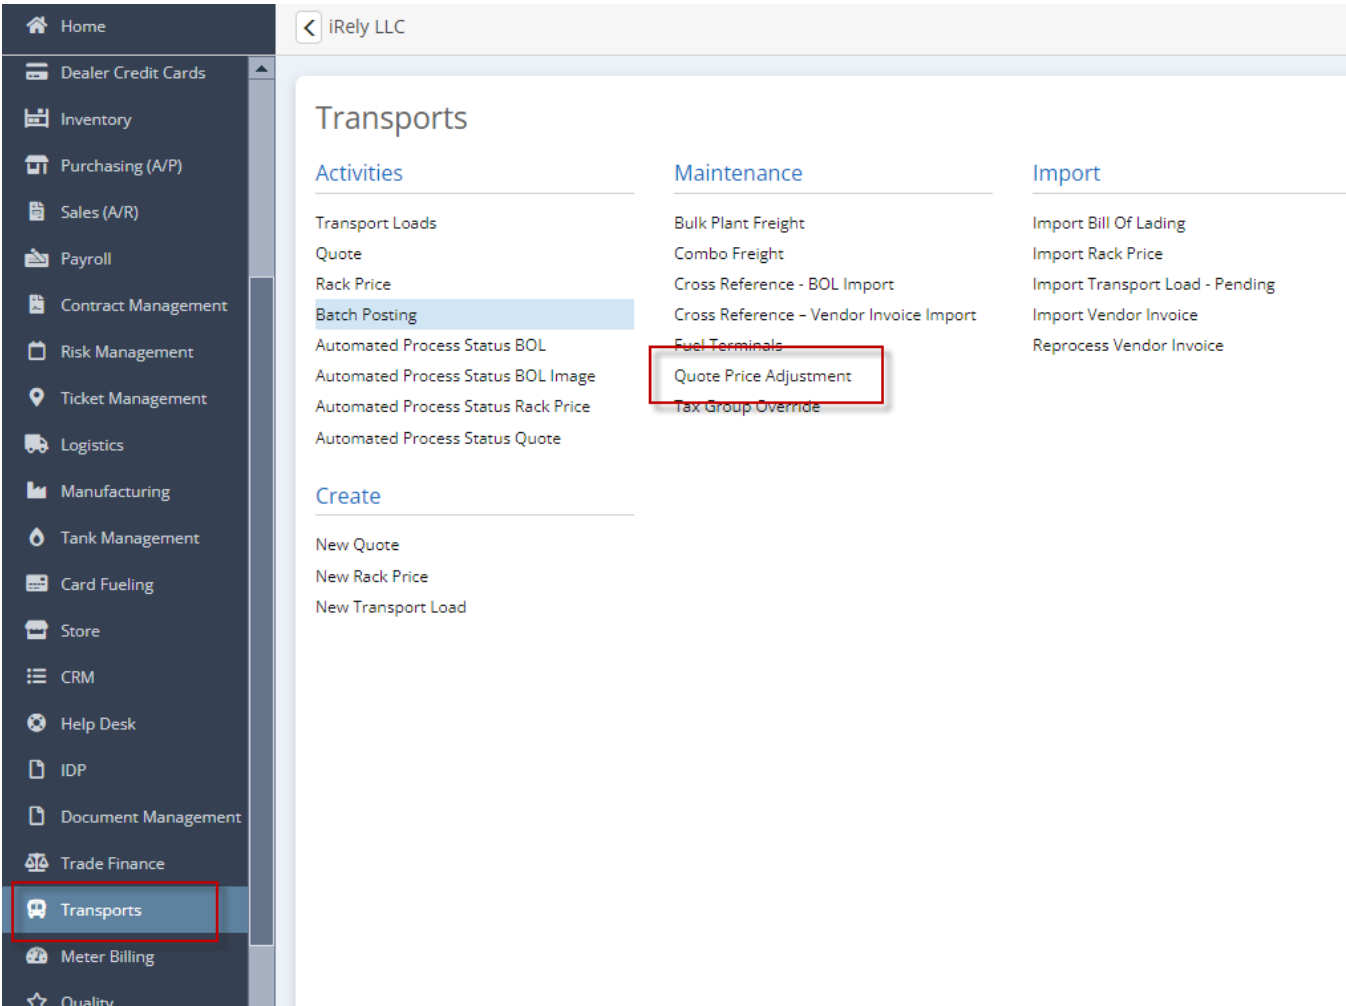 Home
iRely LLC
Dealer Credit Cards
Inventory
Purchasing (A/P)
Sales (A/R)
Payroll
Contract Management
Risk Management
Ticket Management
Logistics
Manufacturing
Tank Management
Card Fueling
Store
CRM
Help Desk
IDP
Document Management
Trade Finance
Transports
Meter Billing
Quality
Transports
Activities
Transport Loads
Quote
Rack Price
Batch Posting
Automated Process Status BOL
Automated Process Status BOL Image
Automated Process Status Rack Price
Automated Process Status Quote
Create
New Quote
New Rack Price
New Transport Load
Maintenance
Bulk Plant Freight
Combo Freight
Cross Reference - BOL Import
Cross Reference – Vendor Invoice Import
Fuel Terminals
Quote Price Adjustment
Tax Group Override
Import
Import Bill Of Lading
Import Rack Price
Import Transport Load - Pending
Import Vendor Invoice
Reprocess Vendor Invoice